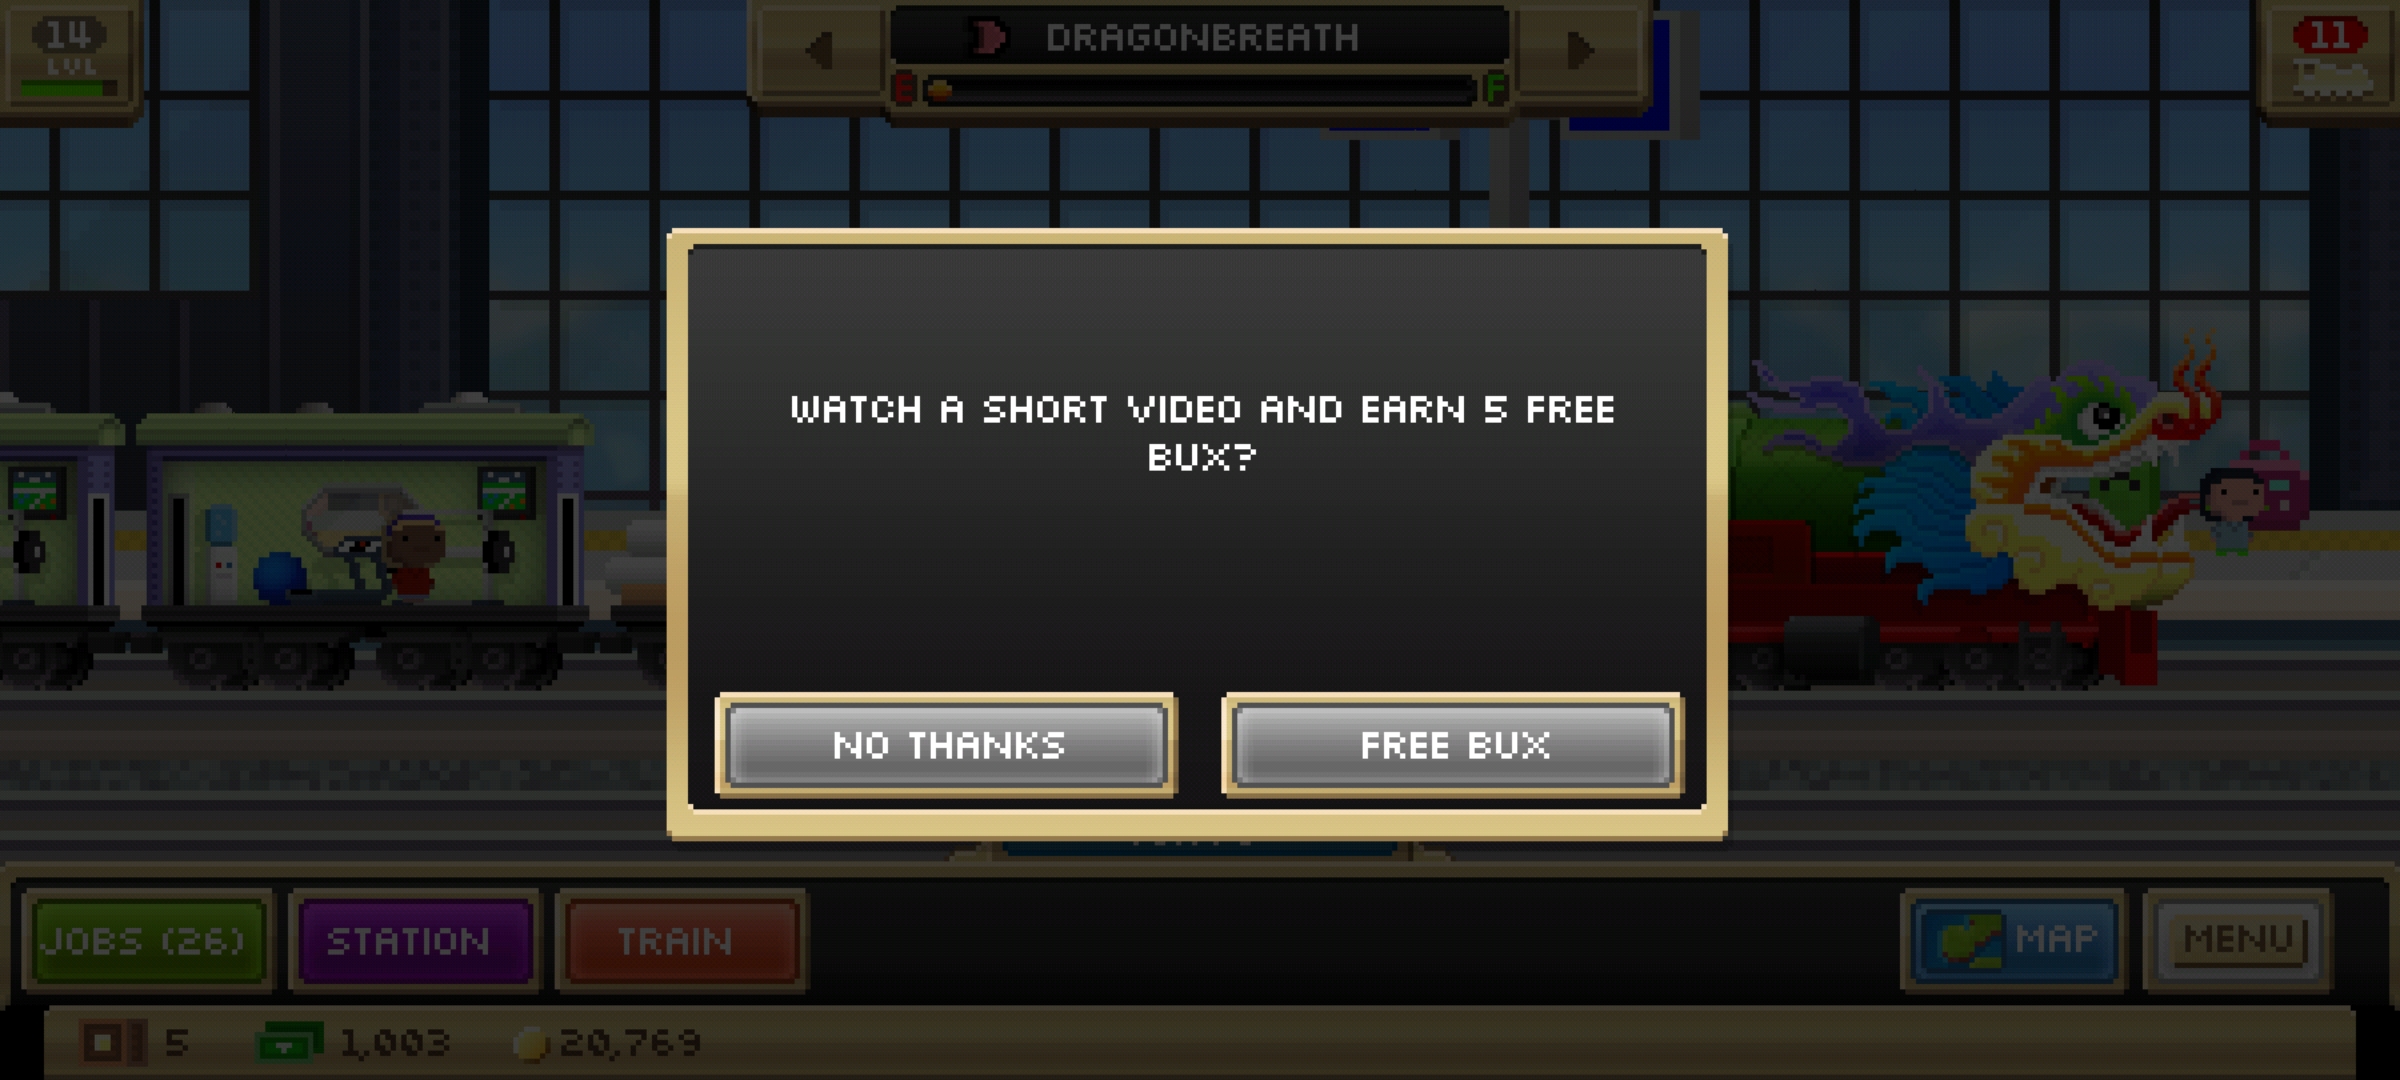 14
LVL
DRAGONBREATH
E
F
11
WATCH A SHORT VIDEO AND EARN 5 FREE
BUX?
NO THANKS
FREE BUX
JOBS (26)
STATION
TRAIN
MAP
MENU
5
1,003
20,769